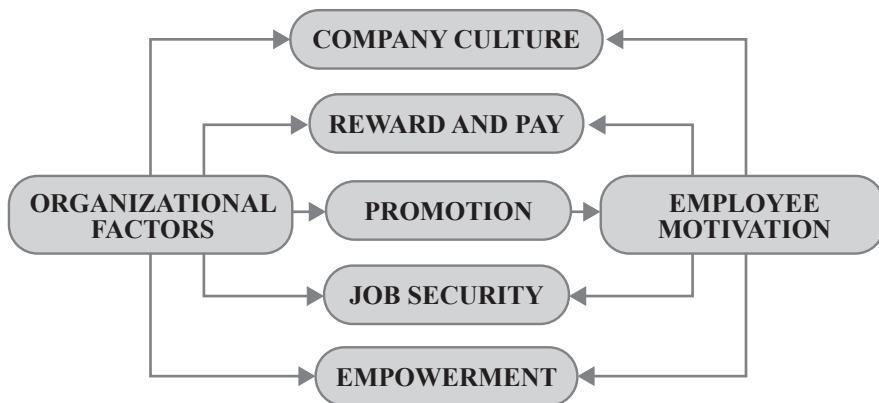 COMPANY CULTURE
REWARD AND PAY
ORGANIZATIONAL
FACTORS
PROMOTION
EMPLOYEE
MOTIVATION
JOB SECURITY
EMPOWERMENT